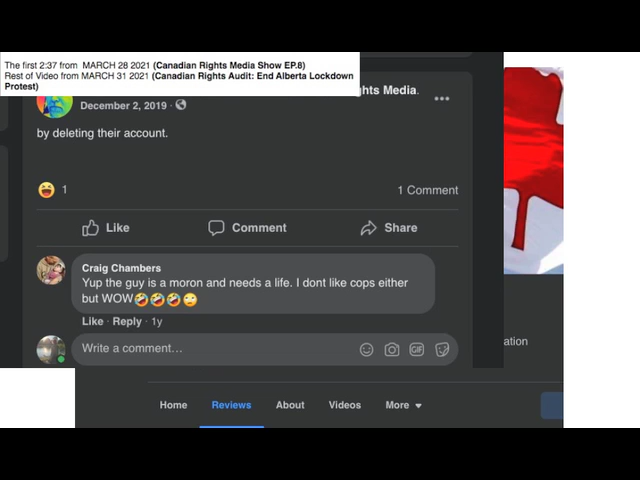 The first 2:37 from MARCH 28 2021 (Canadian Rights Media Show EP.8)
Rest of Video from MARCH 31 2021 (Canadian Rights Audit: End Alberta Lockdown
Protest)
ghts Media.
December 2, 2019 ·
by deleting their account.
1
1 Comment
Like Comment Share
Craig Chambers
Yup the guy is a moron and needs a life. I dont like cops either
but WOW🤣🤣🤣🙄
Like · Reply · 1y
Write a comment…
GIF
ation
Home Reviews About Videos More